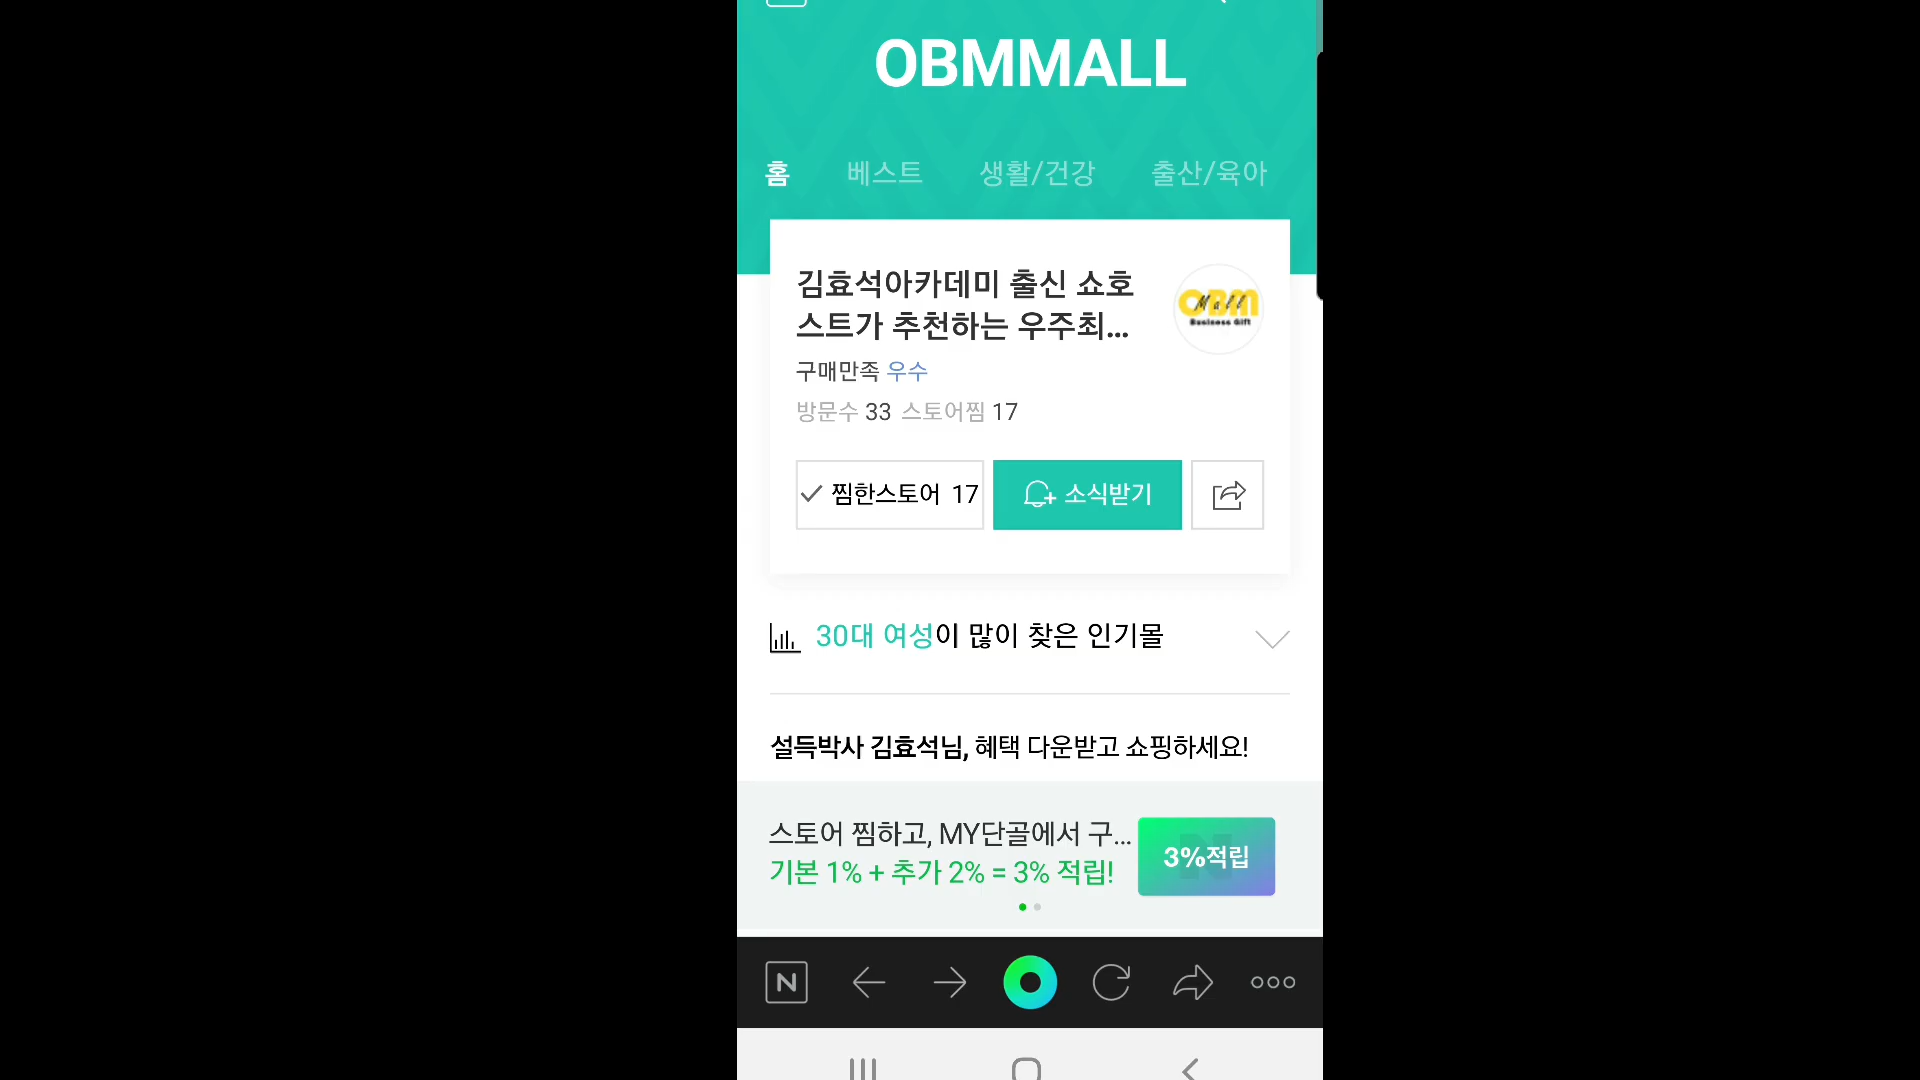 OBMMALL
홈 베스트 생활/건강 출산/육아
김효석아카데미 출신 쇼호
스트가 추천하는 우주최...
OBM
Mall
Business Gift
구매만족 우수
방문수 33 스토어찜 17
찜한스토어 17 소식받기
30대 여성이 많이 찾은 인기몰
설득박사 김효석님, 혜택 다운받고 쇼핑하세요!
스토어 찜하고, MY단골에서 구...
기본 1% + 추가 2% = 3% 적립!
3%적립
N